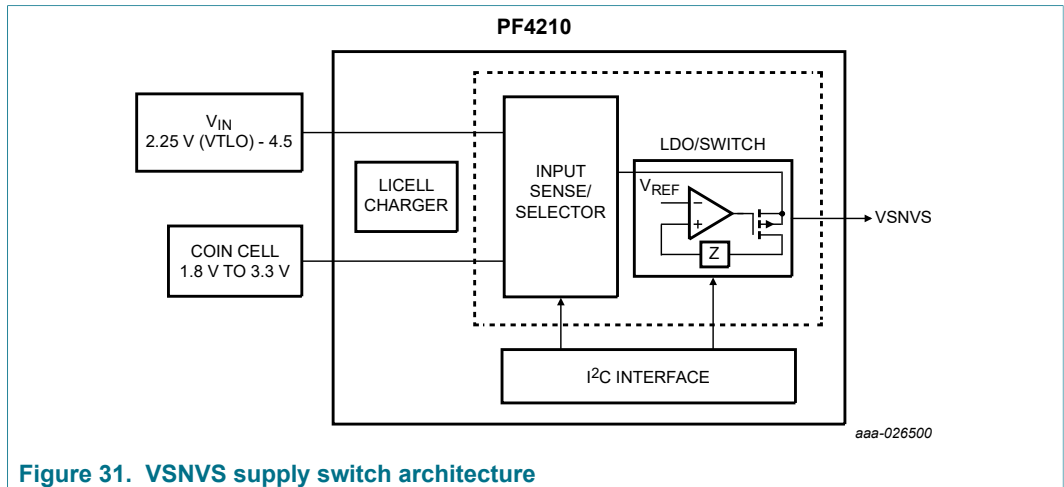 PF4210
VIN
2.25 V (VTLO) - 4.5
LICELL
CHARGER
COIN CELL
1.8 V TO 3.3 V
INPUT
SENSE/
SELECTOR
LDO/SWITCH
VREF
−
+
Z
VSNVS
I2C INTERFACE
aaa-026500
Figure 31. VSNVS supply switch architecture